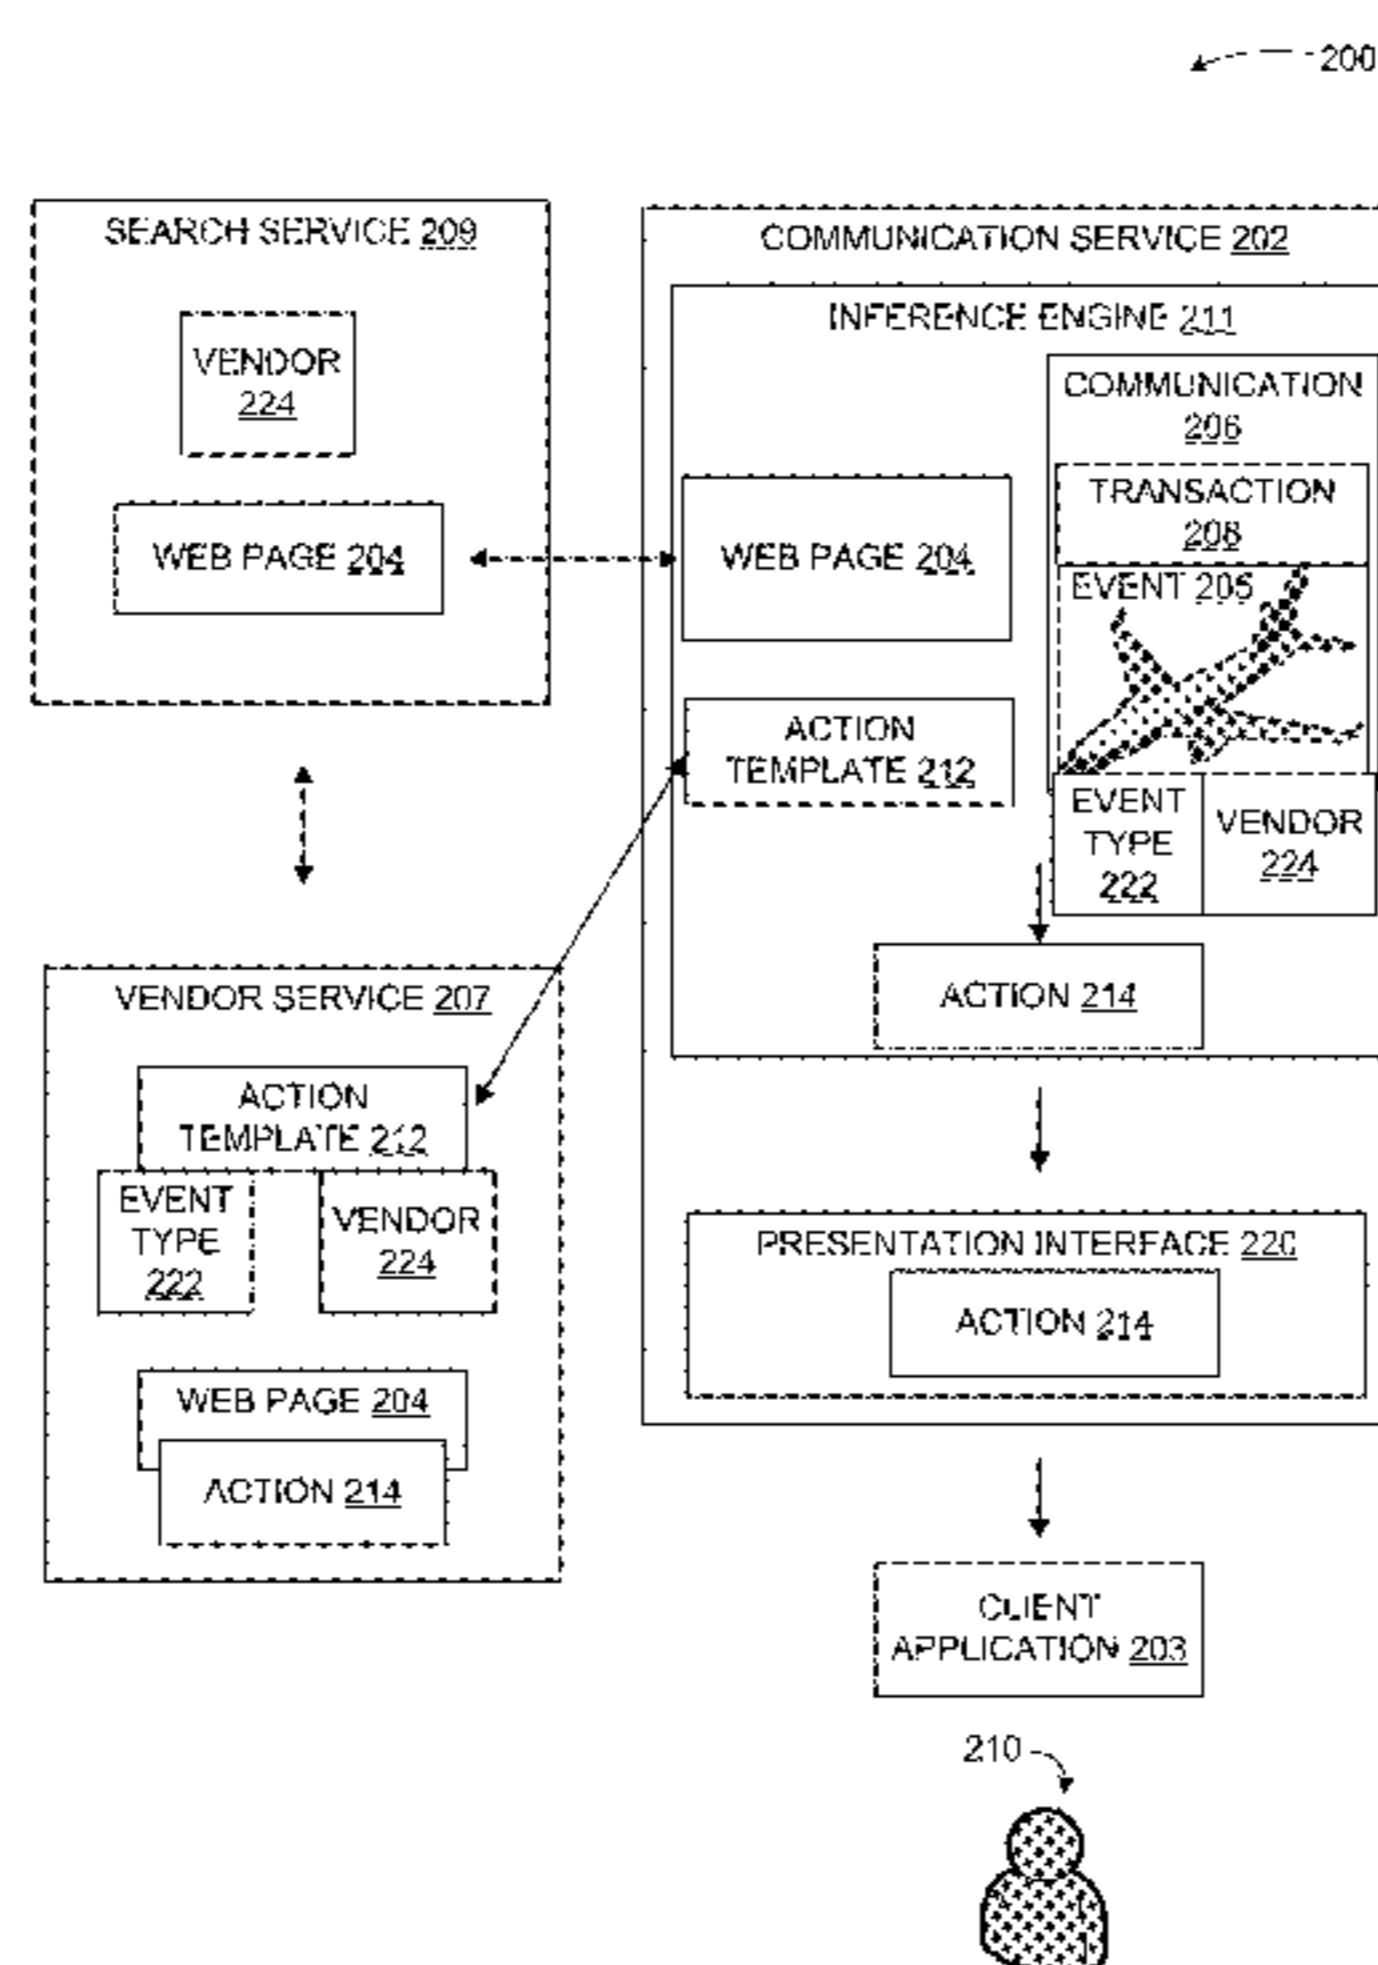 200
SEARCH SERVICE 209
VENDOR
224
WEB PAGE 204
COMMUNICATION SERVICE 202
INFERENCE ENGINE 211
COMMUNICATION
206
TRANSACTION
208
EVENT 205
WEB PAGE 204
ACTION
TEMPLATE 212
EVENT
TYPE
222
VENDOR
224
ACTION 214
VENDOR SERVICE 207
ACTION
TEMPLATE 212
EVENT
TYPE
222
VENDOR
224
WEB PAGE 204
ACTION 214
PRESENTATION INTERFACE 220
ACTION 214
CLIENT
APPLICATION 203
210